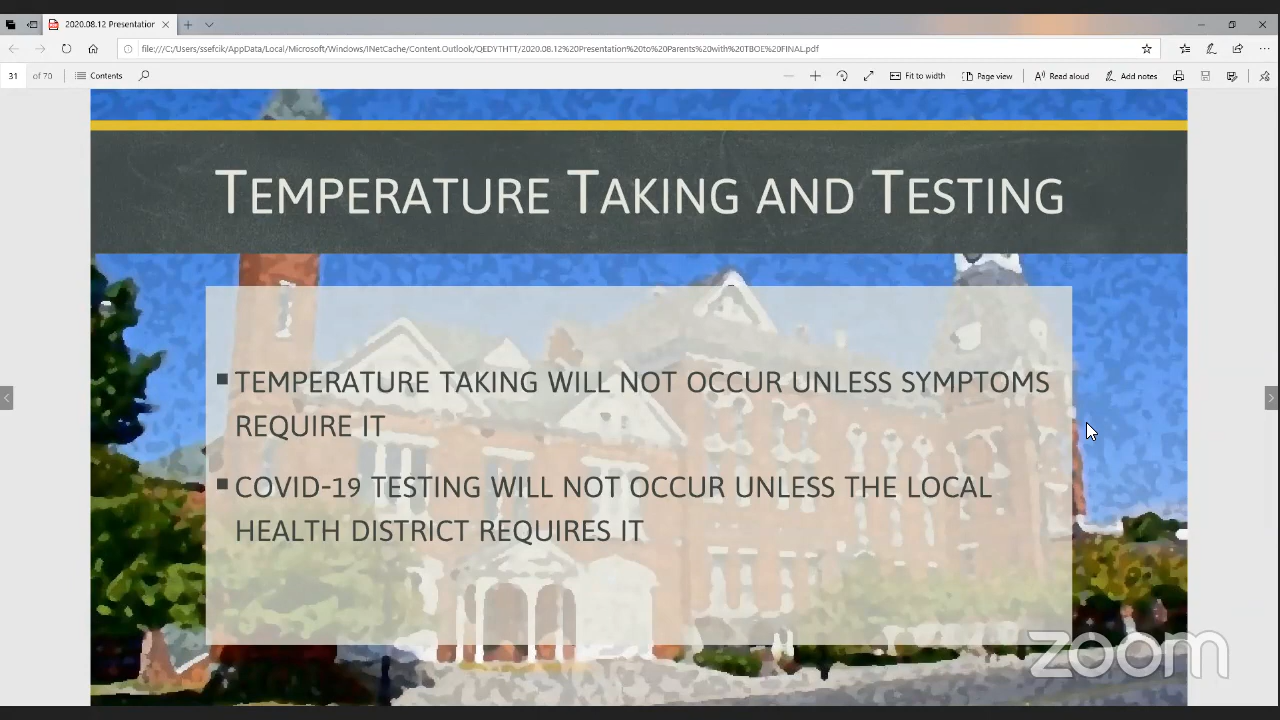 2020.08.12 Presentation
file:///C:/Users/ssefcik/AppData/Local/Microsoft/Windows/INetCache/Content.Outlook/QEDYHTT/2020.08.12%20Presentation%20to%20Parents%20with%20TBOE%20FINAL.pdf
31 of 70 Contents Fit to width Page view Read aloud Add notes
TEMPERATURE TAKING AND TESTING
▪ TEMPERATURE TAKING WILL NOT OCCUR UNLESS SYMPTOMS
REQUIRE IT
▪ COVID-19 TESTING WILL NOT OCCUR UNLESS THE LOCAL
HEALTH DISTRICT REQUIRES IT
zoom